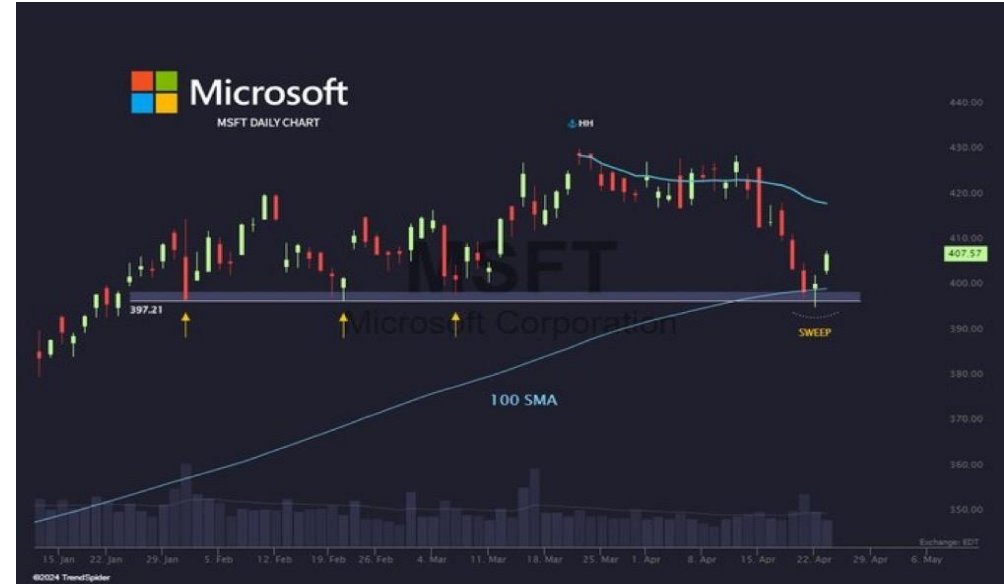 Microsoft
MSFT DAILY CHART
HH
440.00
430.00
420.00
410.00
407.57
400.00
390.00
380.00
370.00
360.00
350.00
MSFT
Microsoft Corporation
397.21
SWEEP
100 SMA
Exchange: EDT
15. Jan 22. Jan 29. Jan 5. Feb 12. Feb 19. Feb 26. Feb 4. Mar 11. Mar 18. Mar 25. Mar 1. Apr 8. Apr 15. Apr 22. Apr 29. Apr 6. May
©2024 TrendSpider